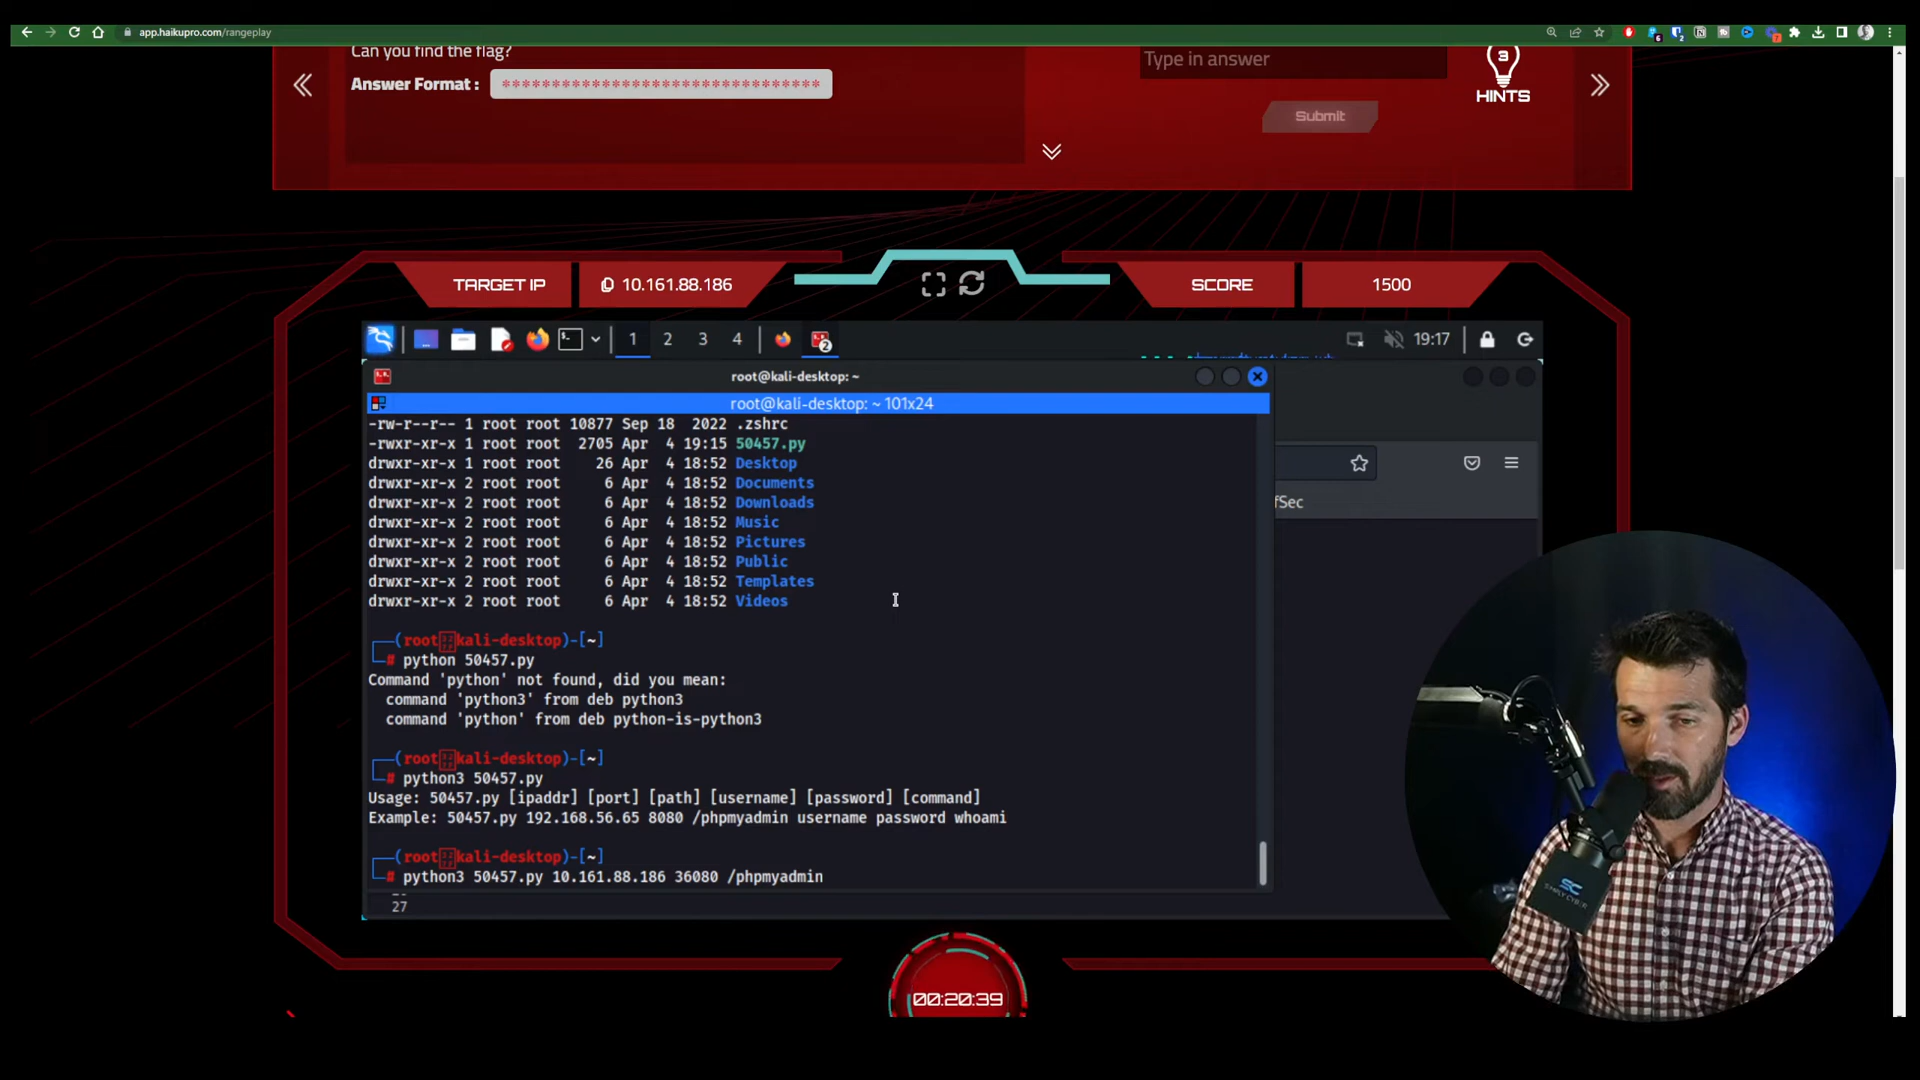 app.haikupro.com/rangeplay
Can you find the flag?
Answer Format : ********************************
Type in answer
3
HINTS
Submit
TARGET IP
10.161.88.186
SCORE
1500
1 2 3 4
2
19:17
root@kali-desktop: ~
root@kali-desktop: ~ 101x24
-rw-r--r-- 1 root root 10877 Sep 18 2022 .zshrc
-rwxr-xr-x 1 root root 2705 Apr 4 19:15 50457.py
drwxr-xr-x 1 root root 26 Apr 4 18:52 Desktop
drwxr-xr-x 2 root root 6 Apr 4 18:52 Documents
drwxr-xr-x 2 root root 6 Apr 4 18:52 Downloads
drwxr-xr-x 2 root root 6 Apr 4 18:52 Music
drwxr-xr-x 2 root root 6 Apr 4 18:52 Pictures
drwxr-xr-x 2 root root 6 Apr 4 18:52 Public
drwxr-xr-x 2 root root 6 Apr 4 18:52 Templates
drwxr-xr-x 2 root root 6 Apr 4 18:52 Videos
fSec
(root kali-desktop)-[~]
# python 50457.py
Command 'python' not found, did you mean:
command 'python3' from deb python3
command 'python' from deb python-is-python3
(root kali-desktop)-[~]
# python3 50457.py
Usage: 50457.py [ipaddr] [port] [path] [username] [password] [command]
Example: 50457.py 192.168.56.65 8080 /phpmyadmin username password whoami
(root kali-desktop)-[~]
# python3 50457.py 10.161.88.186 36080 /phpmyadmin
27
SC
SIMPLY CYBER
00:20:39